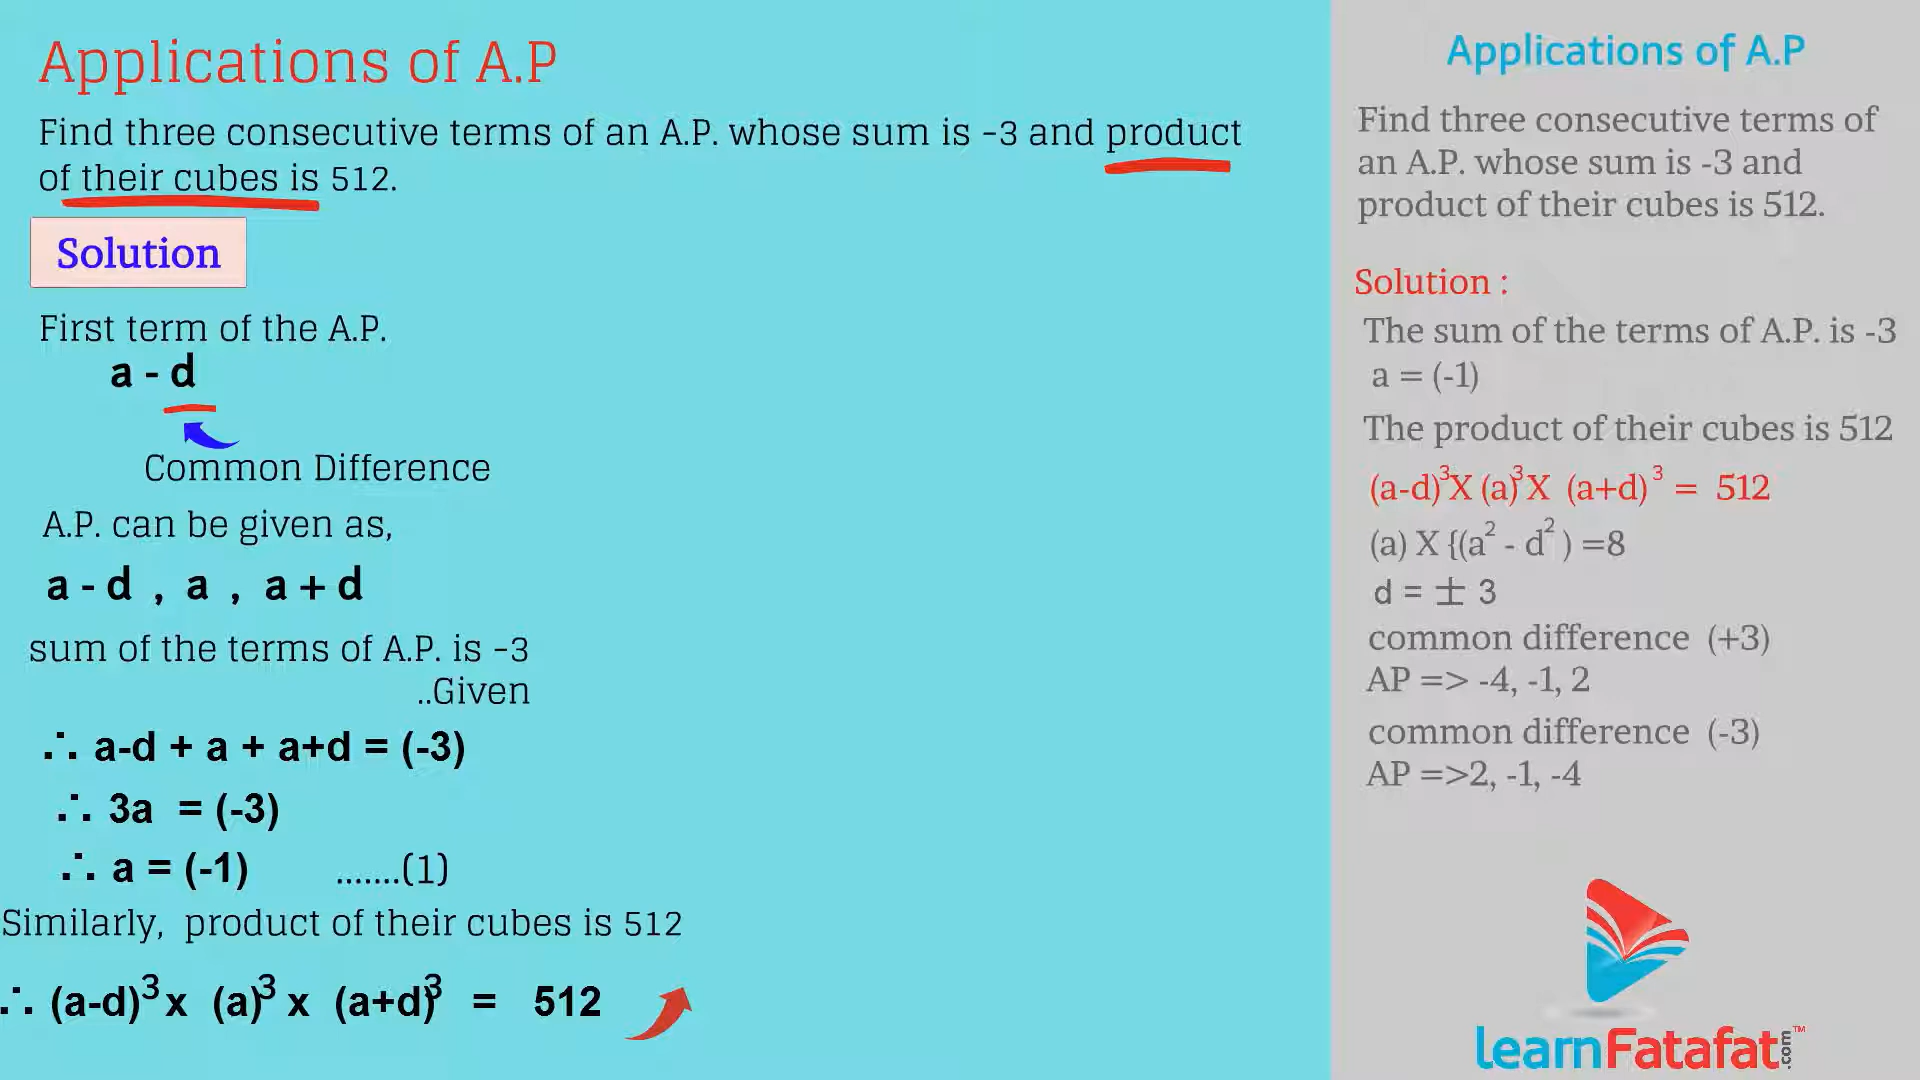 Applications of A.P
Find three consecutive terms of an A.P. whose sum is -3 and product
of their cubes is 512.
Solution
First term of the A.P.
a - d
Common Difference
A.P. can be given as,
a - d , a , a + d
sum of the terms of A.P. is -3
..Given
∴ a-d + a + a+d = (-3)
∴ 3a = (-3)
∴ a = (-1) .......(1)
Similarly, product of their cubes is 512
∴ (a-d)³ x (a)³ x (a+d)³ = 512
Applications of A.P
Find three consecutive terms of
an A.P. whose sum is -3 and
product of their cubes is 512.
Solution :
The sum of the terms of A.P. is -3
a = (-1)
The product of their cubes is 512
(a-d)³X (a)³X (a+d)³ = 512
(a) X {(a² - d² ) =8
d = ± 3
common difference (+3)
AP => -4, -1, 2
common difference (-3)
AP =>2, -1, -4
learnFatafat.com™